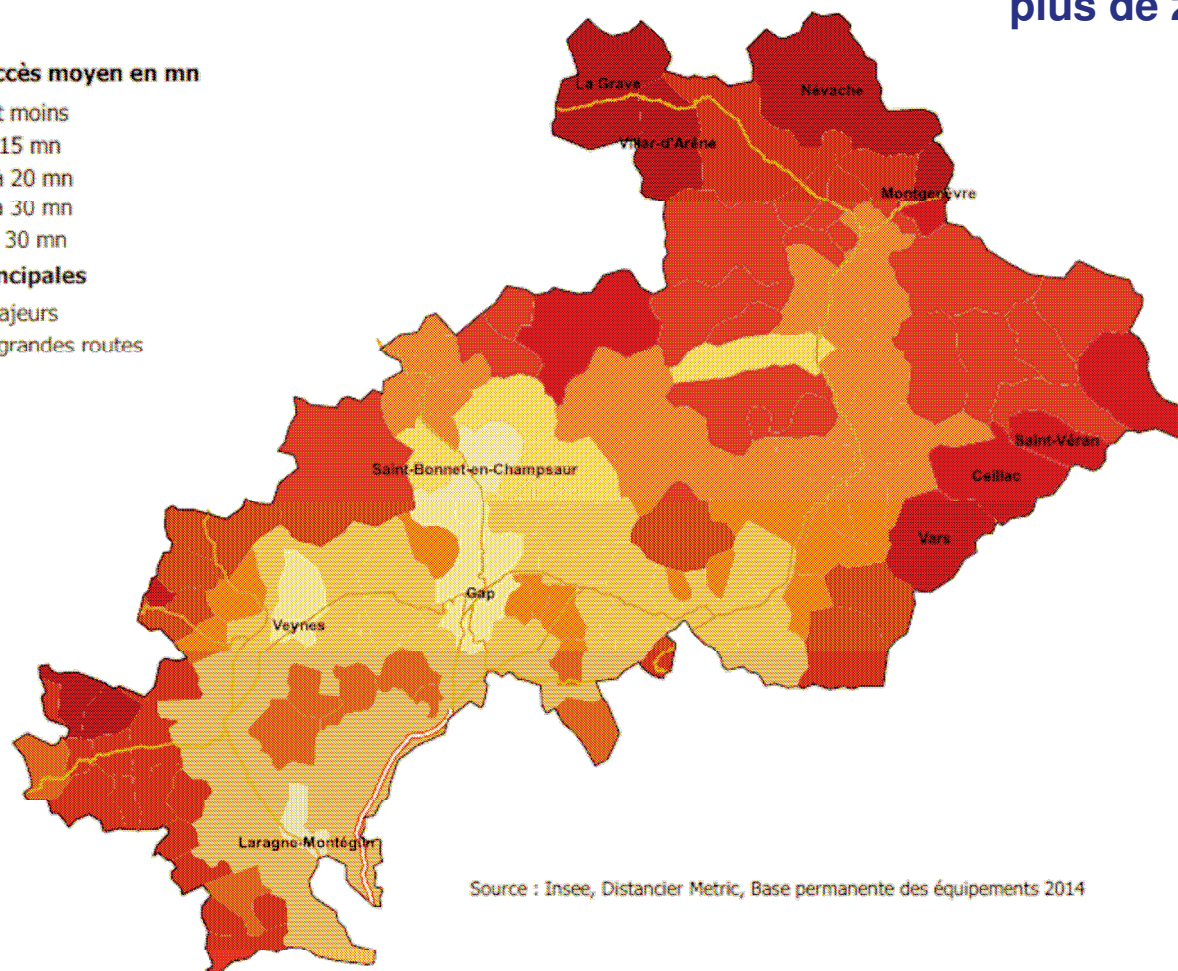 plus de 2
ccès moyen en mn
t moins
15 mn
à 20 mn
à 30 mn
30 mn
ncipales
ajeurs
grandes routes
La Grave
Névache
Villar-d'Arène
Montgenèvre
Saint-Véran
Saint-Bonnet-en-Champsaur
Ceillac
Vars
Gap
Veynes
Laragne-Montéglin
Source : Insee, Distancier Metric, Base permanente des équipements 2014